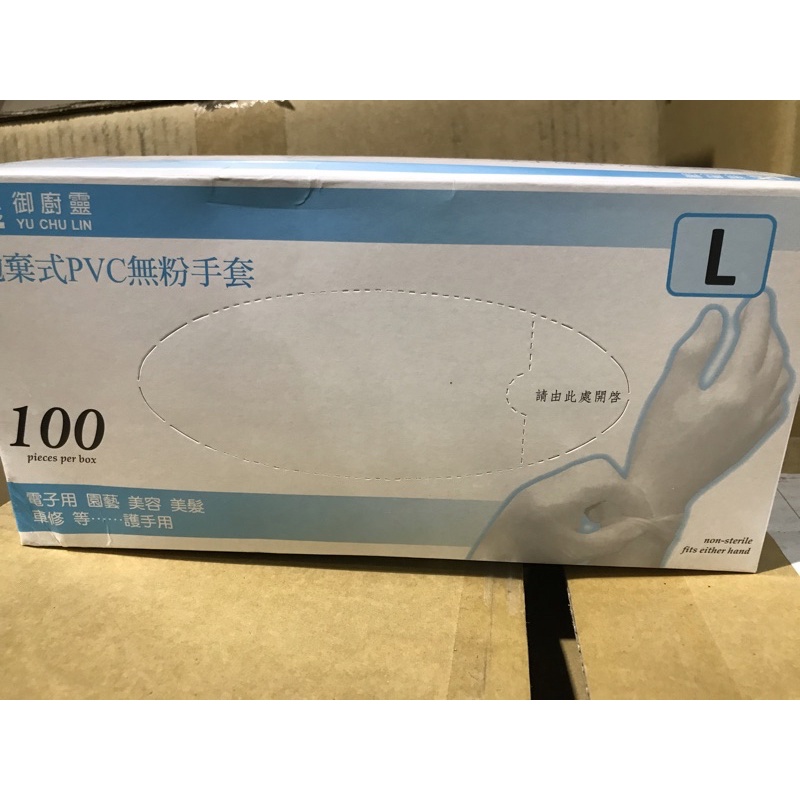 御廚靈
YU CHU LIN
拋棄式PVC無粉手套
L
請由此處開啓
100
pieces per box
電子用 園藝 美容 美髮
車修 等……護手用
non-sterile
fits either hand